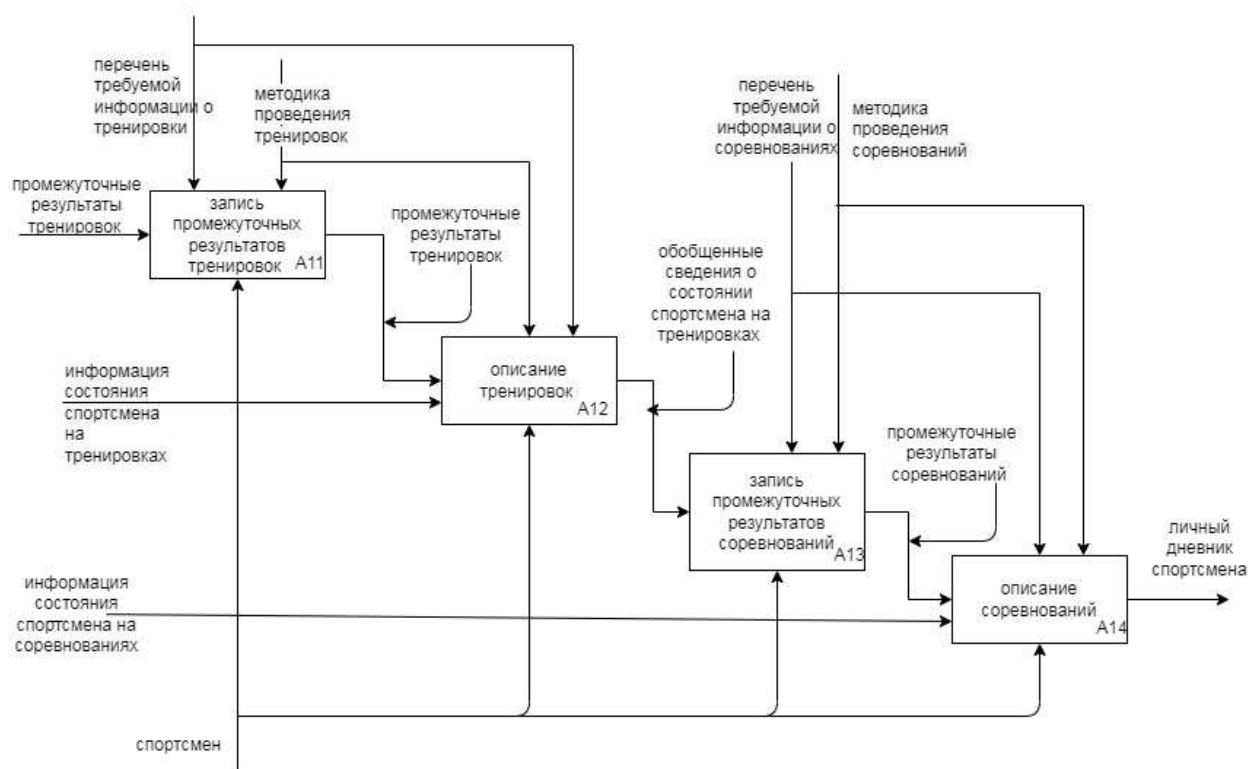 перечень
требуемой
информации о
тренировки
методика
проведения
тренировок
перечень
требуемой
информации о
соревнованиях
методика
проведения
соревнований
промежуточные
результаты
тренировок
запись
промежуточных
результатов
тренировок
A11
промежуточные
результаты
тренировок
обобщенные
сведения о
состоянии
спортсмена на
тренировках
информация
состояния
спортсмена
на
тренировках
описание
тренировок
A12
запись
промежуточных
результатов
соревнований
A13
промежуточные
результаты
соревнований
личный
дневник
спортсмена
информация
состояния
спортсмена на
соревнованиях
описание
соревнований
A14
спортсмен